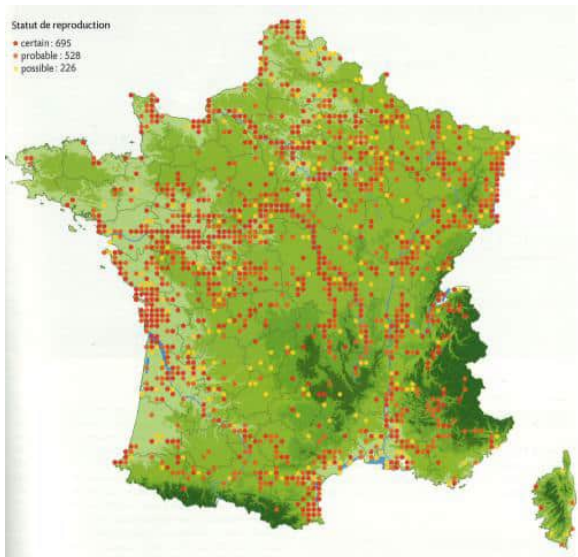 Statut de reproduction
certain : 695
probable : 528
possible : 226